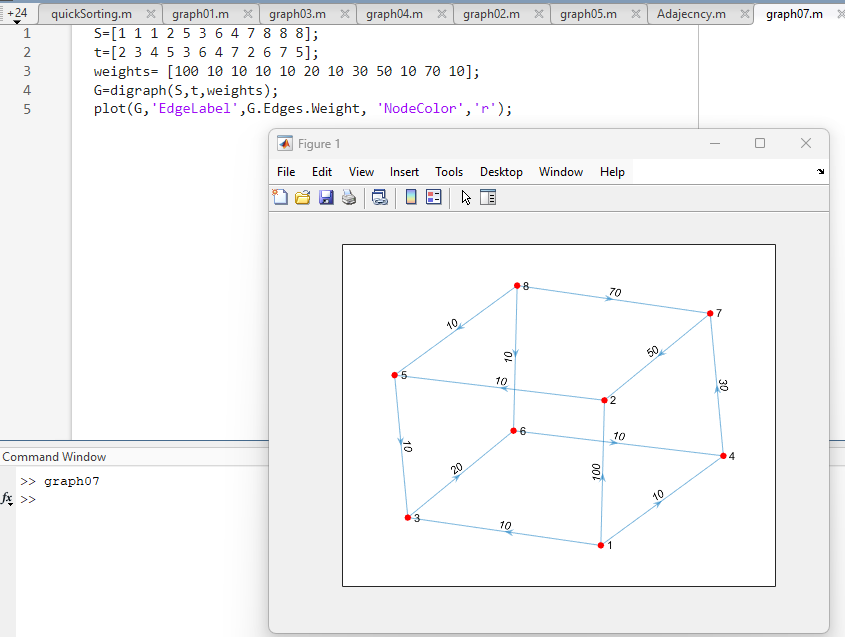 +24 quickSorting.m graph01.m graph03.m graph04.m graph02.m graph05.m Adajecncy.m graph07.m
1 S=[1 1 1 2 5 3 6 4 7 8 8 8];
2 t=[2 3 4 5 3 6 4 7 2 6 7 5];
3 weights= [100 10 10 10 10 20 10 30 50 10 70 10];
4 G=digraph(S,t,weights);
5 plot(G,'EdgeLabel',G.Edges.Weight, 'NodeColor','r');
Figure 1
File Edit View Insert Tools Desktop Window Help
8
70
7
10
10
50
30
5
10
2
6
10
4
10
20
100
10
3
10
1
Command Window
>> graph07
fx >>